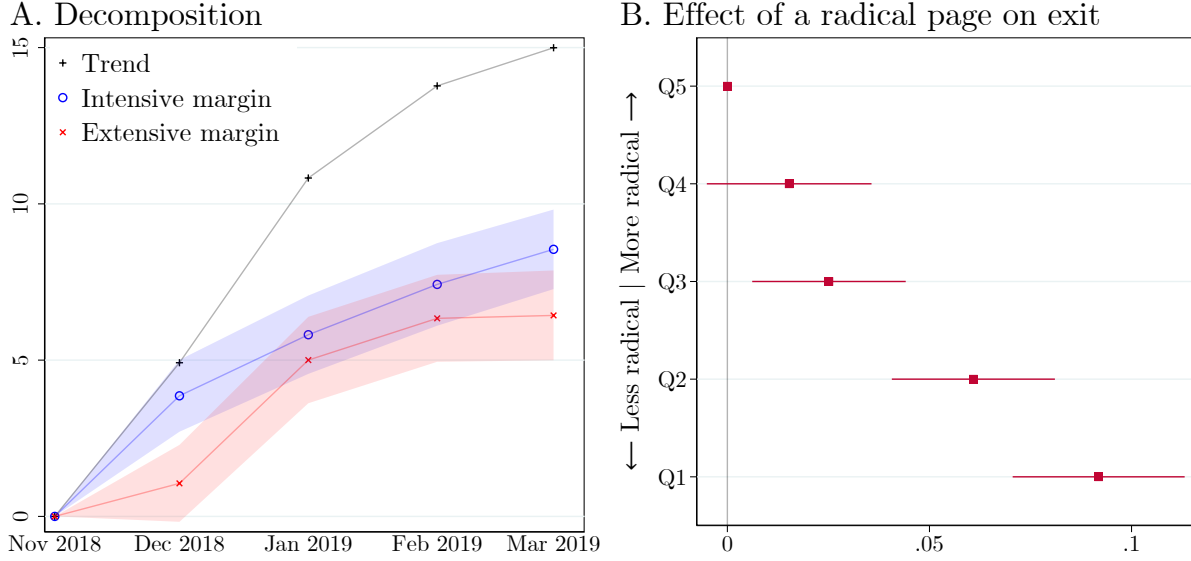 A. Decomposition
15
10
5
0
Trend
Intensive margin
Extensive margin
Nov 2018 Dec 2018 Jan 2019 Feb 2019 Mar 2019
B. Effect of a radical page on exit
← Less radical | More radical →
Q5
Q4
Q3
Q2
Q1
0 .05 .1